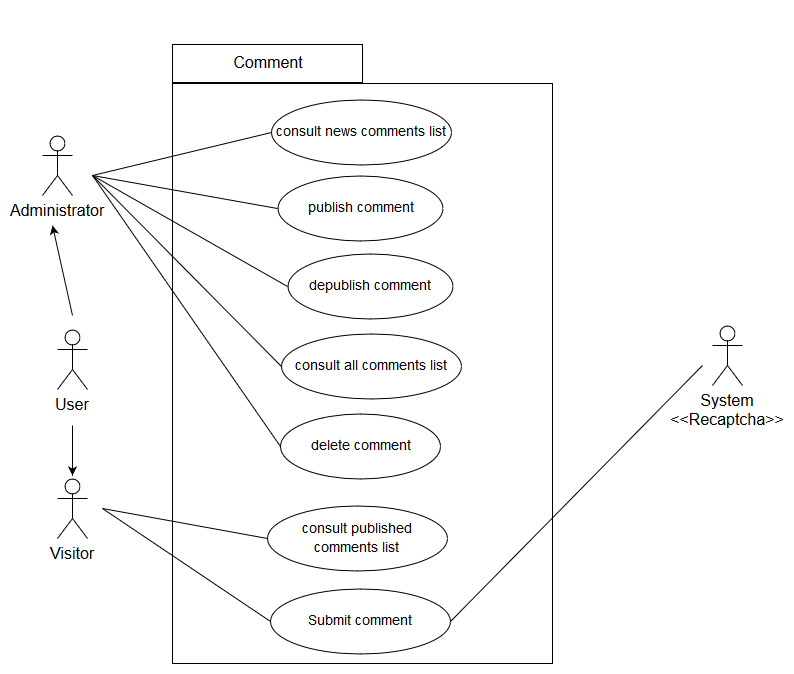 Comment
consult news comments list
Administrator
publish comment
depublish comment
consult all comments list
User
System
<<Recaptcha>>
delete comment
consult published
comments list
Visitor
Submit comment